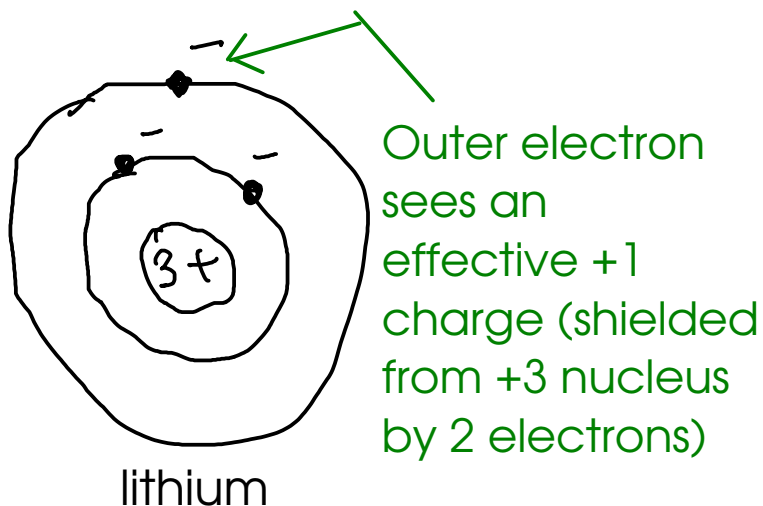 Outer electron
sees an
effective +1
charge (shielded
from +3 nucleus
by 2 electrons)
3+
lithium